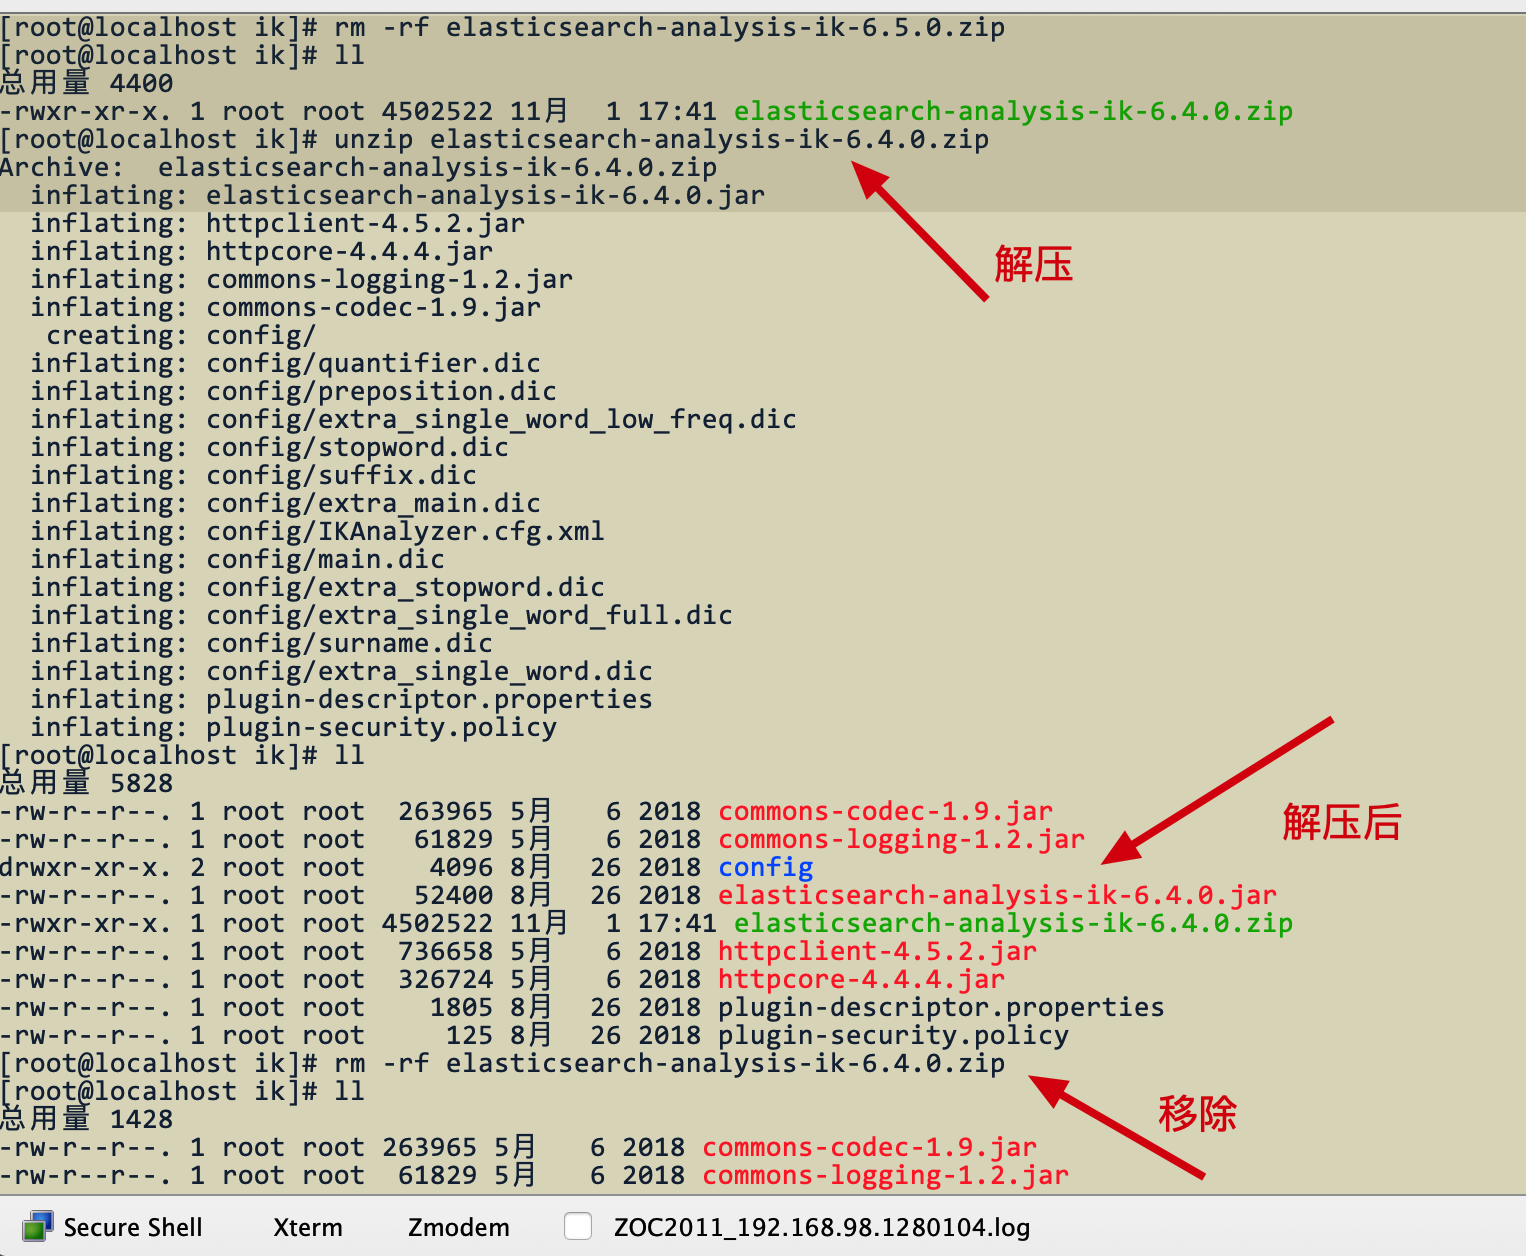 [root@localhost ik]# rm -rf elasticsearch-analysis-ik-6.5.0.zip
[root@localhost ik]# ll
总用量 4400
-rwxr-xr-x. 1 root root 4502522 11月  1 17:41 elasticsearch-analysis-ik-6.4.0.zip
[root@localhost ik]# unzip elasticsearch-analysis-ik-6.4.0.zip
Archive:  elasticsearch-analysis-ik-6.4.0.zip
  inflating: elasticsearch-analysis-ik-6.4.0.jar
  inflating: httpclient-4.5.2.jar
解压
  inflating: httpcore-4.4.4.jar
  inflating: commons-logging-1.2.jar
  inflating: commons-codec-1.9.jar
   creating: config/
  inflating: config/quantifier.dic
  inflating: config/preposition.dic
  inflating: config/extra_single_word_low_freq.dic
  inflating: config/stopword.dic
  inflating: config/suffix.dic
  inflating: config/extra_main.dic
  inflating: config/IKAnalyzer.cfg.xml
  inflating: config/main.dic
  inflating: config/extra_stopword.dic
  inflating: config/extra_single_word_full.dic
  inflating: config/surname.dic
  inflating: config/extra_single_word.dic
  inflating: plugin-descriptor.properties
  inflating: plugin-security.policy
[root@localhost ik]# ll
总用量 5828
-rw-r--r--. 1 root root  263965 5月   6 2018 commons-codec-1.9.jar
解压后
-rw-r--r--. 1 root root   61829 5月   6 2018 commons-logging-1.2.jar
drwxr-xr-x. 2 root root    4096 8月  26 2018 config
-rw-r--r--. 1 root root   52400 8月  26 2018 elasticsearch-analysis-ik-6.4.0.jar
-rwxr-xr-x. 1 root root 4502522 11月  1 17:41 elasticsearch-analysis-ik-6.4.0.zip
-rw-r--r--. 1 root root  736658 5月   6 2018 httpclient-4.5.2.jar
-rw-r--r--. 1 root root  326724 5月   6 2018 httpcore-4.4.4.jar
-rw-r--r--. 1 root root    1805 8月  26 2018 plugin-descriptor.properties
-rw-r--r--. 1 root root     125 8月  26 2018 plugin-security.policy
[root@localhost ik]# rm -rf elasticsearch-analysis-ik-6.4.0.zip
[root@localhost ik]# ll
移除
总用量 1428
-rw-r--r--. 1 root root 263965 5月   6 2018 commons-codec-1.9.jar
-rw-r--r--. 1 root root  61829 5月   6 2018 commons-logging-1.2.jar
Secure Shell Xterm Zmodem ZOC2011_192.168.98.1280104.log